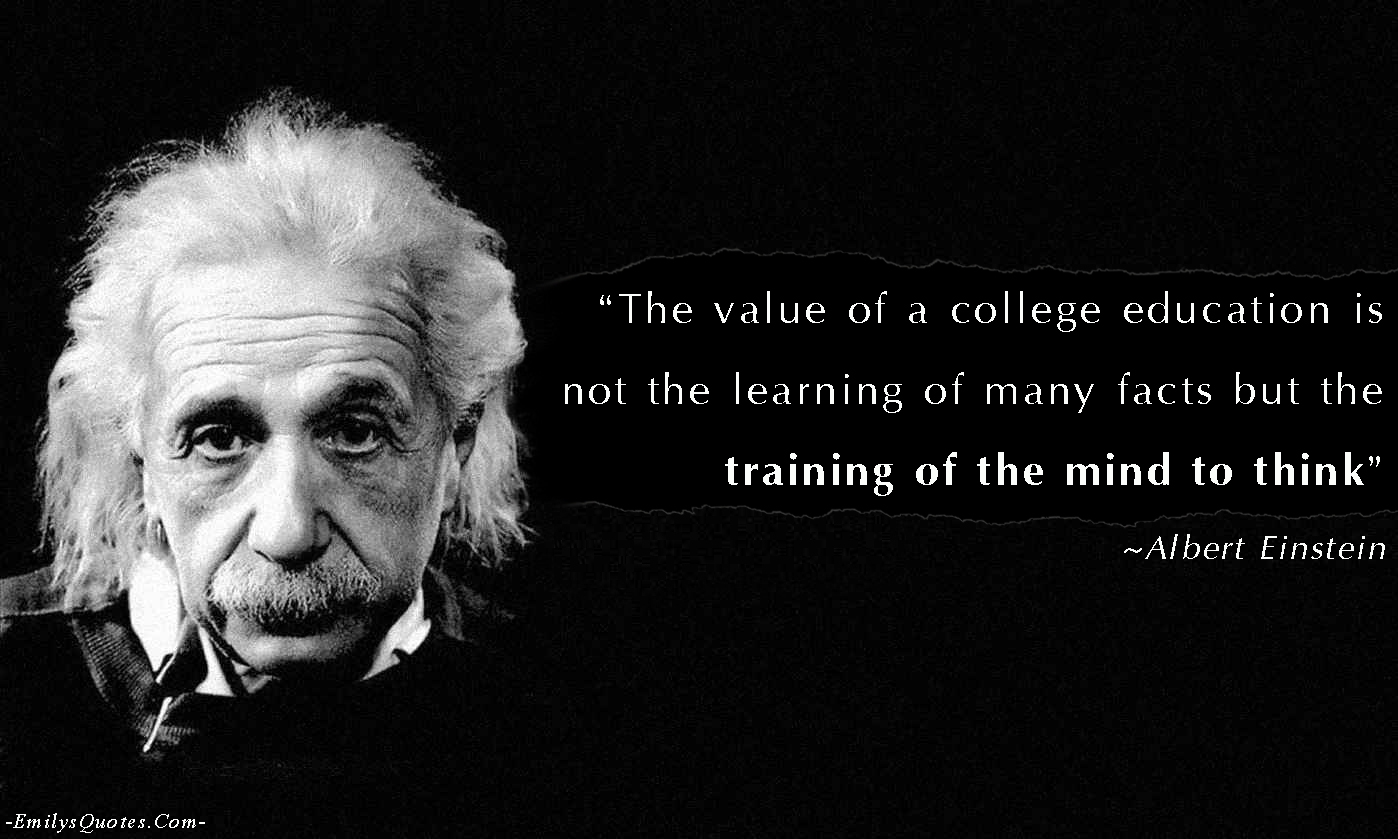 “The value of a college education is
not the learning of many facts but the
training of the mind to think”
~Albert Einstein
-EmilysQuotes.Com-